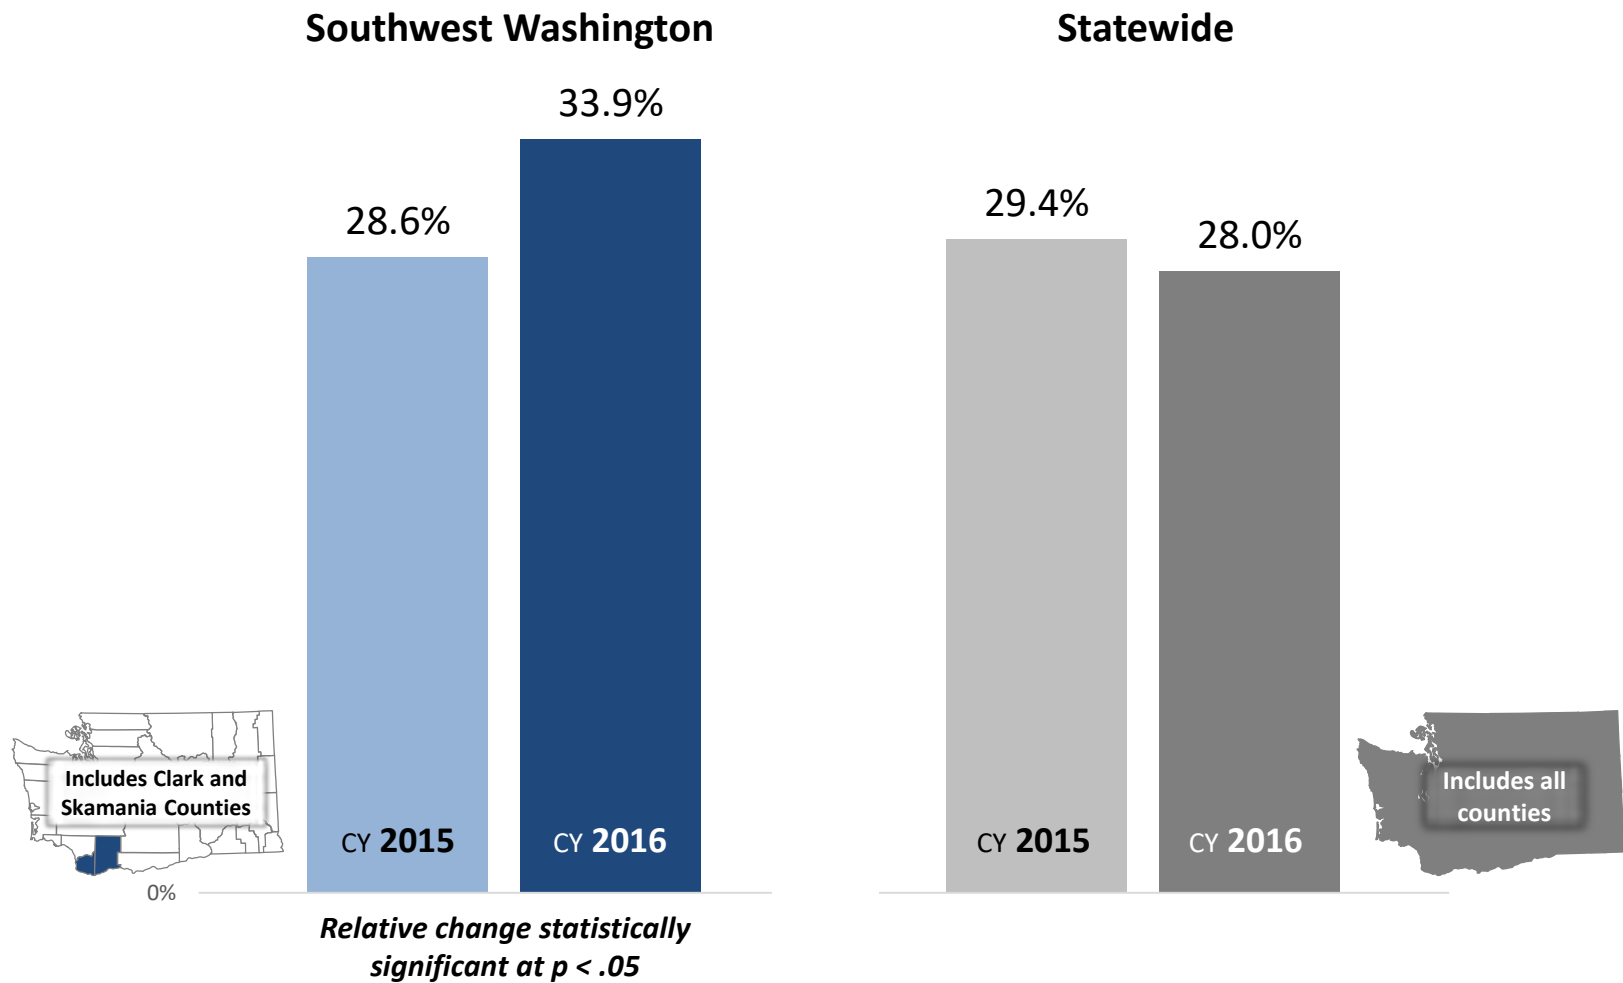 Southwest Washington
28.6%
33.9%
CY 2015
CY 2016
Includes Clark and
Skamania Counties
0%
Relative change statistically
significant at p < .05
Statewide
29.4%
28.0%
CY 2015
CY 2016
Includes all
counties